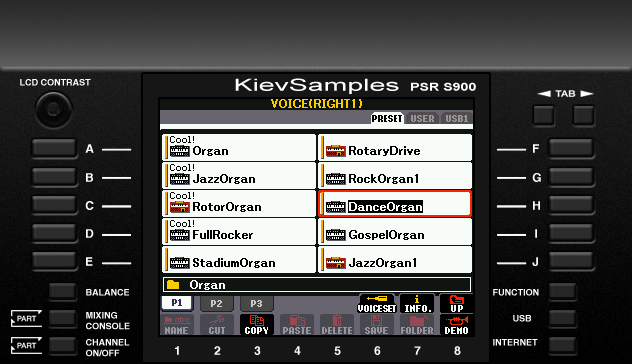 LCD CONTRAST
KievSamples PSR S900
TAB
VOICE(RIGHT1)
PRESET USER USB1
A Cool! Organ RotaryDrive F
B Cool! JazzOrgan RockOrgan1 G
C Cool! RotorOrgan DanceOrgan H
D Cool! FullRocker GospelOrgan I
E StadiumOrgan JazzOrgan1 J
Organ
BALANCE
P1 P2 P3 VOICESET INFO. UP
FUNCTION
PART MIXING CONSOLE
NAME CUT COPY PASTE DELETE SAVE FOLDER DEMO
USB
PART CHANNEL ON/OFF
INTERNET
1 2 3 4 5 6 7 8